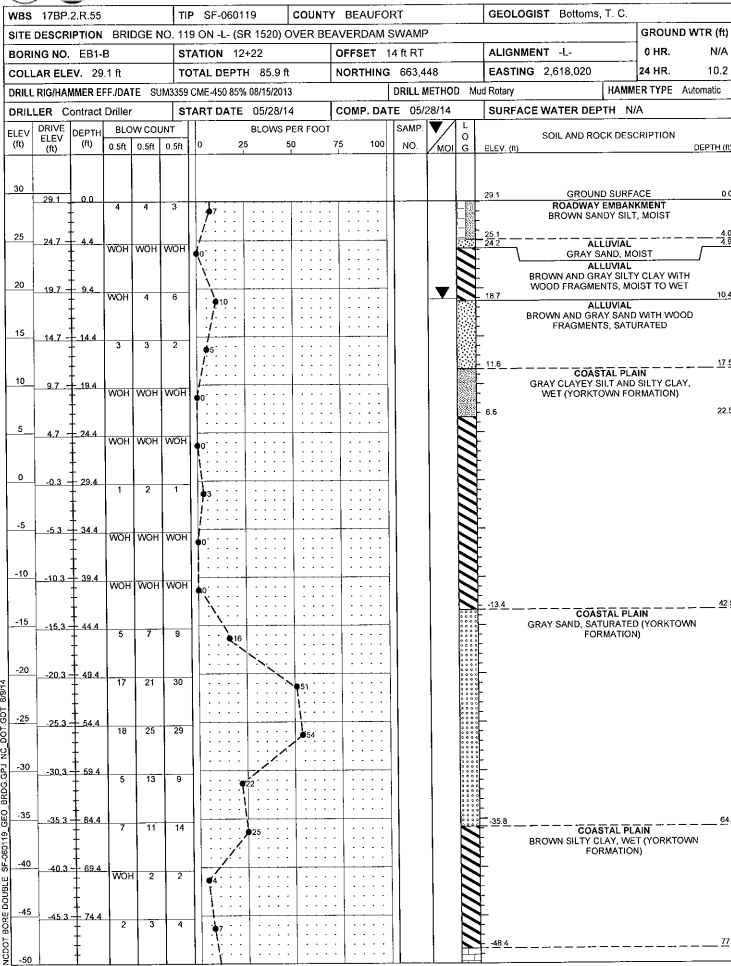 WBS 17BP.2.R.55 TIP SF-060119 COUNTY BEAUFORT GEOLOGIST Bottoms, T. C.
SITE DESCRIPTION BRIDGE NO. 119 ON -L- (SR 1520) OVER BEAVERDAM SWAMP GROUND WTR (ft)
BORING NO. EB1-B STATION 12+22 OFFSET 14 ft RT ALIGNMENT -L- 0 HR. N/A
COLLAR ELEV. 29.1 ft TOTAL DEPTH 85.9 ft NORTHING 663,448 EASTING 2,618,020 24 HR. 10.2
DRILL RIG/HAMMER EFF./DATE SUM3359 CME-450 85% 08/15/2013 DRILL METHOD Mud Rotary HAMMER TYPE Automatic
DRILLER Contract Driller START DATE 05/28/14 COMP. DATE 05/28/14 SURFACE WATER DEPTH N/A
ELEV (ft) DRIVE ELEV (ft) DEPTH (ft) BLOW COUNT BLOWS PER FOOT SAMP. NO. MOI L O G SOIL AND ROCK DESCRIPTION
0.5ft 0.5ft 0.5ft 0 25 50 75 100 ELEV. (ft) DEPTH (ft)
30
29.1 0.0 29.1 GROUND SURFACE 0.0
4 4 3 7 ROADWAY EMBANKMENT
BROWN SANDY SILT, MOIST
25 25.1 4.0
24.7 4.4 24.2 ALLUVIAL 4.9
WOH WOH WOH 0 GRAY SAND, MOIST
ALLUVIAL
BROWN AND GRAY SILTY CLAY WITH
WOOD FRAGMENTS, MOIST TO WET
20 19.7 9.4
WOH 4 6 10 18.7 10.4
ALLUVIAL
BROWN AND GRAY SAND WITH WOOD
FRAGMENTS, SATURATED
15 14.7 14.4
3 3 2 5
11.6 17.5
COASTAL PLAIN
GRAY CLAYEY SILT AND SILTY CLAY,
WET (YORKTOWN FORMATION)
10 9.7 19.4
WOH WOH WOH 0
6.6 22.5
5 4.7 24.4
WOH WOH WOH 0
0 -0.3 29.4
1 2 1 3
-5 -5.3 34.4
WOH WOH WOH 0
-10 -10.3 39.4
WOH WOH WOH 0
-13.4 42.5
COASTAL PLAIN
GRAY SAND, SATURATED (YORKTOWN
FORMATION)
-15 -15.3 44.4
5 7 9 16
-20 -20.3 49.4
17 21 30 51
-25 -25.3 54.4
18 25 29 54
-30 -30.3 59.4
5 13 9 22
-35 -35.3 64.4
7 11 14 25
-35.8 64.
COASTAL PLAIN
BROWN SILTY CLAY, WET (YORKTOWN
FORMATION)
-40 -40.3 69.4
WOH 2 2 4
-45 -45.3 74.4
2 3 4 7
-48.4 77.
-50
NCDOT BORE DOUBLE SF-060119_GEO_BRDG.GPJ NC_DOT.GDT 6/9/14